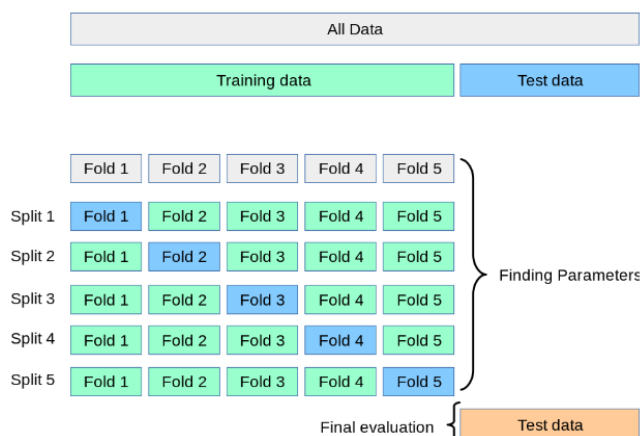 All Data
Training data Test data
Fold 1 Fold 2 Fold 3 Fold 4 Fold 5
Split 1 Fold 1 Fold 2 Fold 3 Fold 4 Fold 5
Split 2 Fold 1 Fold 2 Fold 3 Fold 4 Fold 5
Finding Parameters
Split 3 Fold 1 Fold 2 Fold 3 Fold 4 Fold 5
Split 4 Fold 1 Fold 2 Fold 3 Fold 4 Fold 5
Split 5 Fold 1 Fold 2 Fold 3 Fold 4 Fold 5
Final evaluation Test data